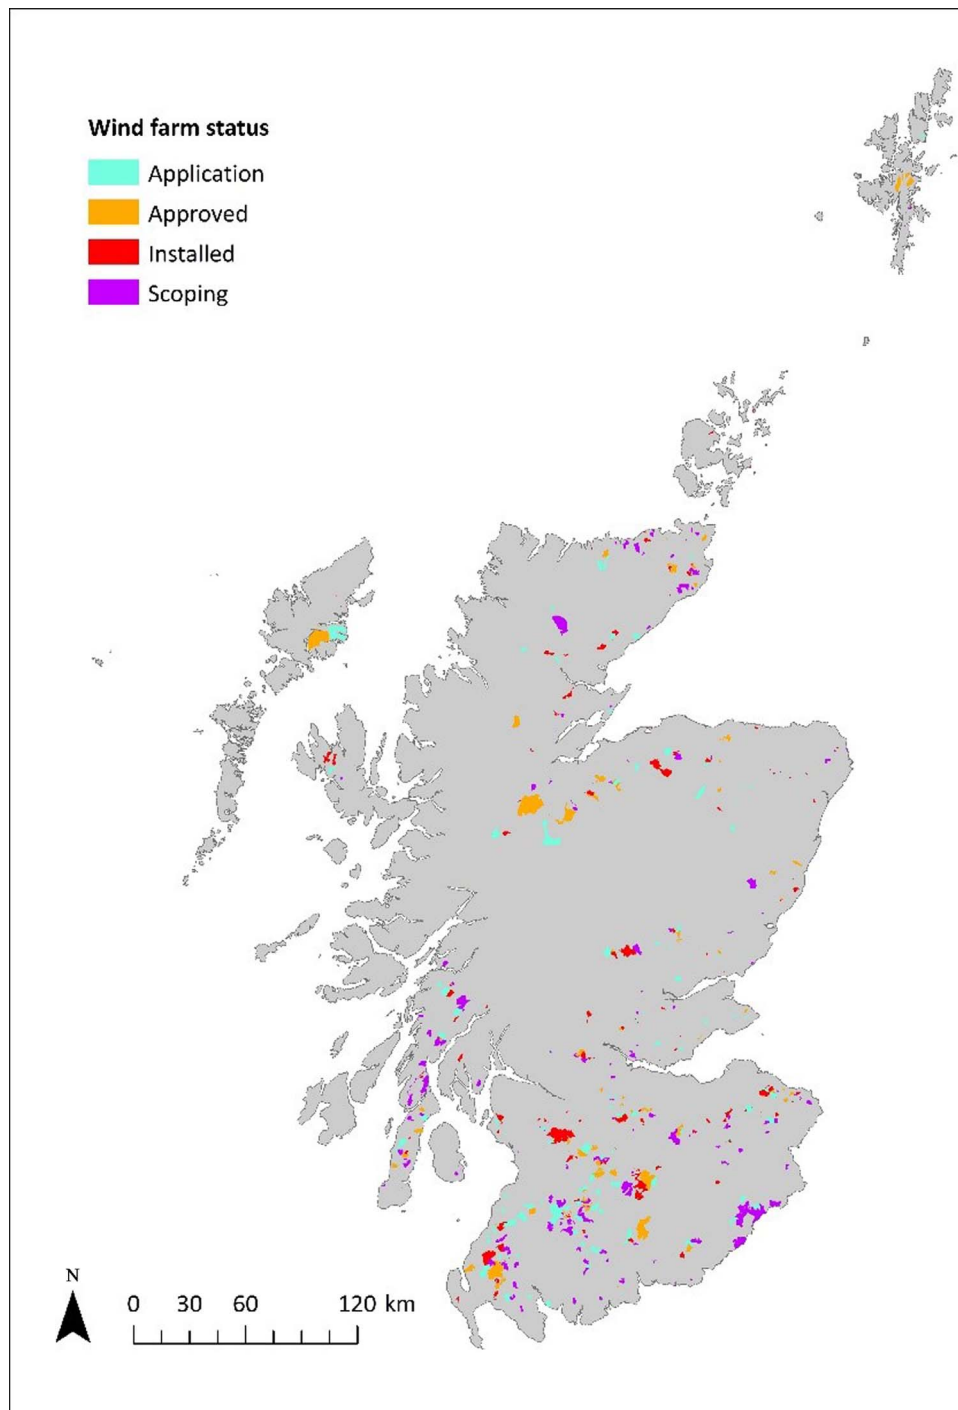 Wind farm status
Application
Approved
Installed
Scoping
N
0 30 60 120 km